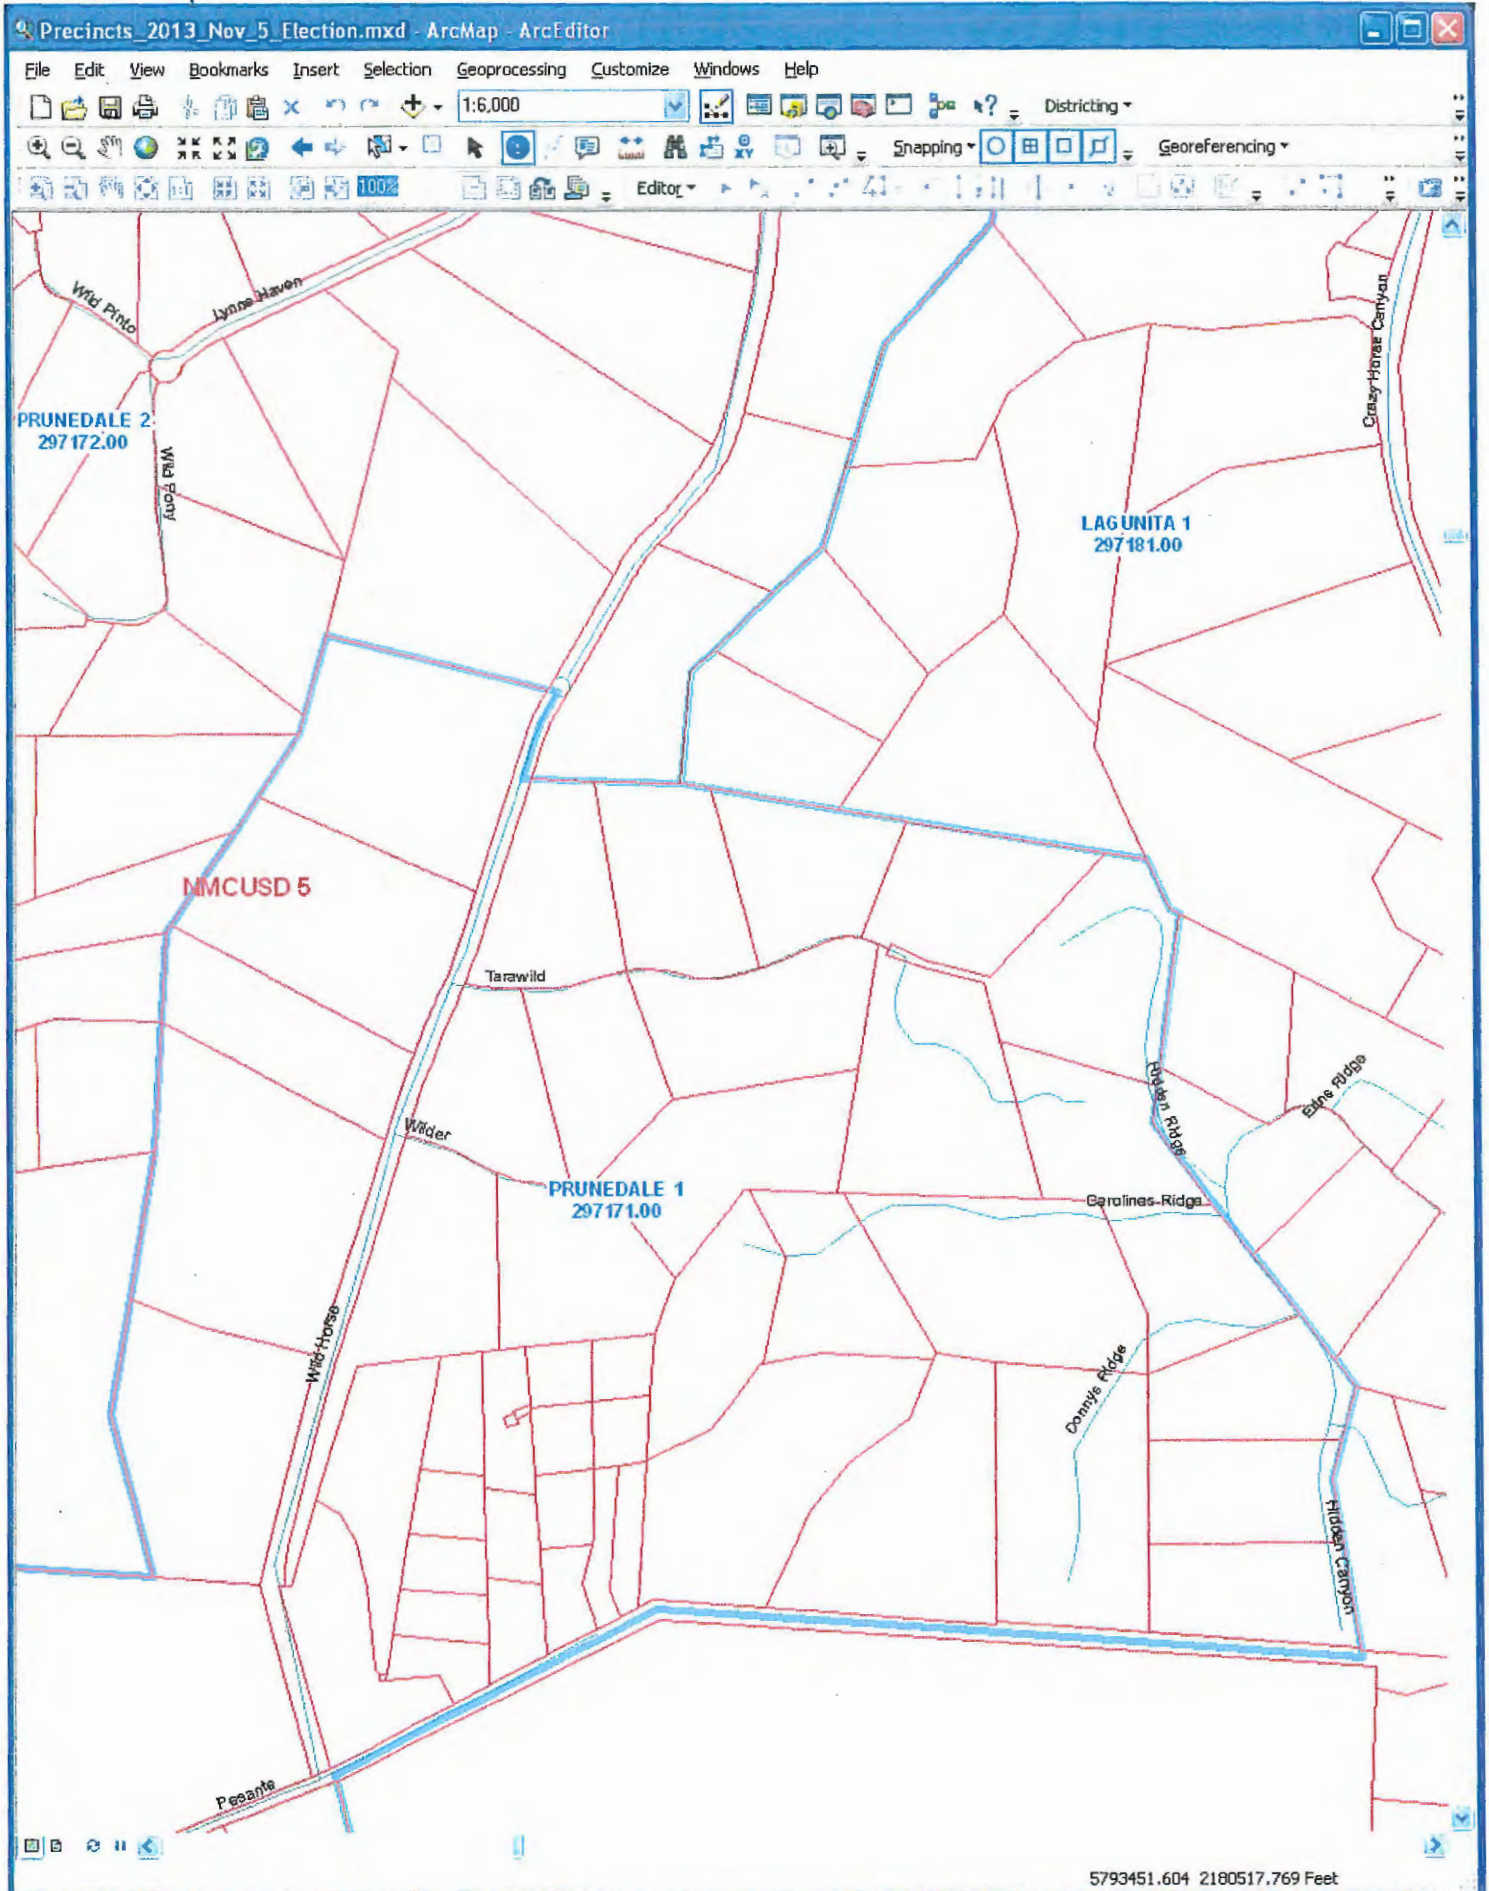 Precincts_2013_Nov_5_Election.mxd - ArcMap - ArcEditor
File Edit View Bookmarks Insert Selection Geoprocessing Customize Windows Help
1:6,000
Districting
Snapping
Georeferencing
100%
Editor
Wild Pinto
Lynne Haven
Crazy Horse Canyon
PRUNEDALE 2
297172.00
Wild Pony
LAGUNITA 1
297181.00
NMCUSD 5
Tarawild
Hidden Ridge
Eans Ridge
Wilder
PRUNEDALE 1
297171.00
Carolines Ridge
Wild Horse
Donnys Ridge
Hidden Canyon
Pesante
5793451.604 2180517.769 Feet